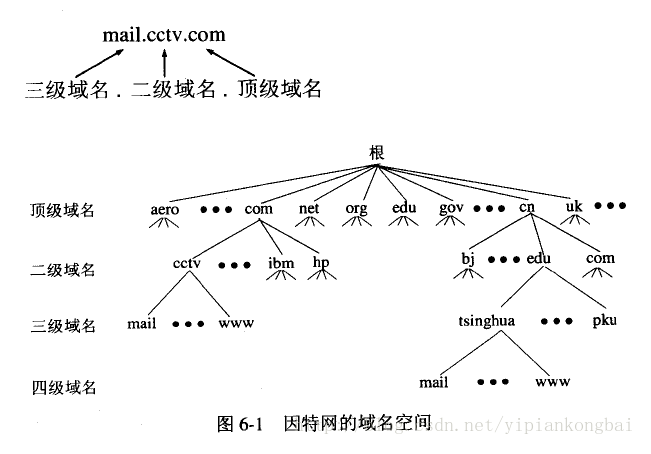 mail.cctv.com
三级域名 . 二级域名 . 顶级域名
根
顶级域名 aero ••• com net org edu gov ••• cn uk •••
二级域名 cctv ••• ibm hp bj ••• edu com
三级域名 mail ••• www tsinghua ••• pku
四级域名 mail ••• www
图 6-1 因特网的域名空间
sdn.net/yipiankongbai